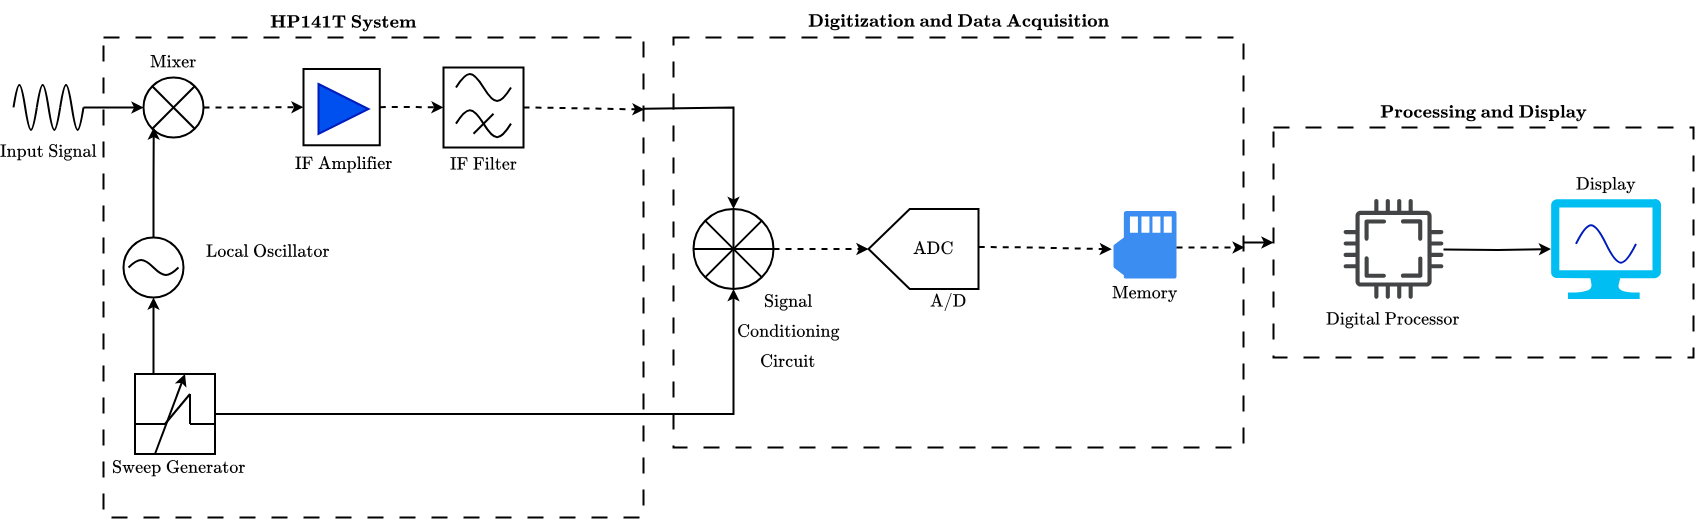 HP141T System
Digitization and Data Acquisition
Mixer
Processing and Display
Input Signal
IF Amplifier
IF Filter
Display
Local Oscillator
ADC
A/D
Memory
Signal
Conditioning
Circuit
Digital Processor
Sweep Generator